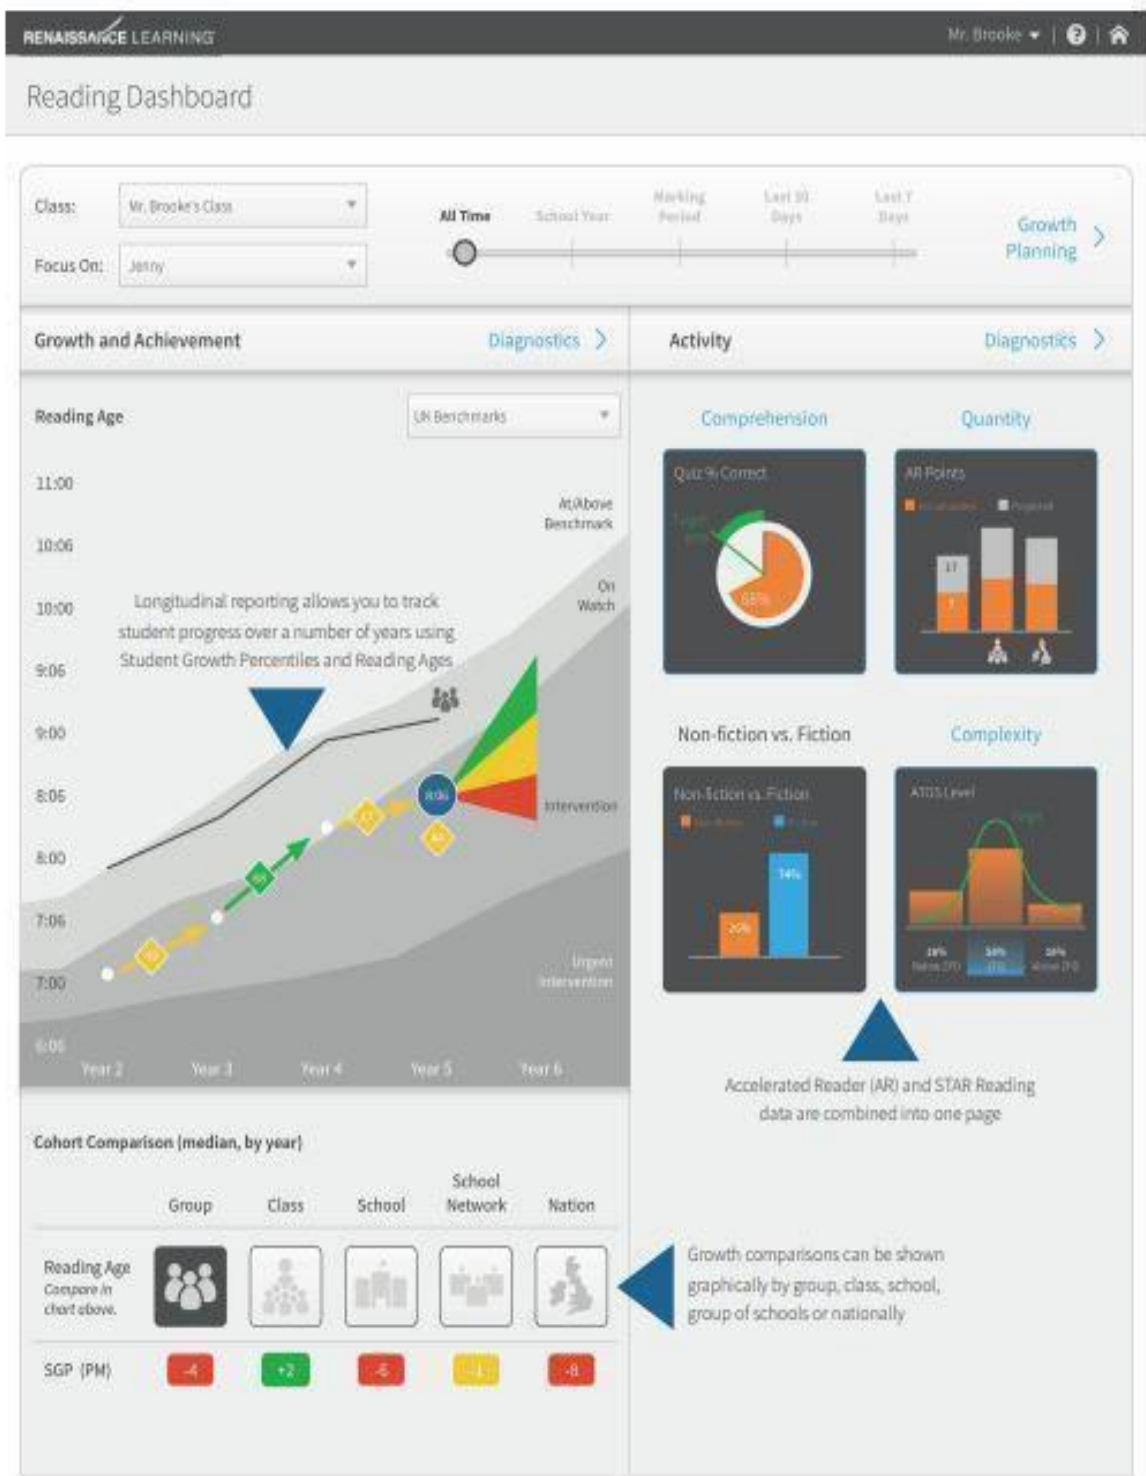 RENAISSANCE LEARNING
Mr. Brooke
Reading Dashboard
Class:
Mr. Brooke's Class
Focus On:
Jenny
All Time
School Year
Marking
Period
Last 30
Days
Last 7
Days
Growth
Planning
Growth and Achievement
Diagnostics
Reading Age
UK Benchmarks
11:00
10:06
10:00
9:06
9:00
8:06
8:00
7:06
7:00
6:06
At/Above
Benchmark
On
Watch
Longitudinal reporting allows you to track
student progress over a number of years using
Student Growth Percentiles and Reading Ages
8:06
Intervention
Urgent
Intervention
Year 2
Year 3
Year 4
Year 5
Year 6
Activity
Diagnostics
Comprehension
Quiz % Correct
68%
Quantity
AR Points
17
7
Non-fiction vs. Fiction
Non-fiction vs. Fiction
26%
74%
Complexity
ATOS Level
Target
Accelerated Reader (AR) and STAR Reading
data are combined into one page
Cohort Comparison (median, by year)
Group
Class
School
School
Network
Nation
Reading Age
Compare in
chart above.
SGP (PM)
-4
+2
-1
-8
Growth comparisons can be shown
graphically by group, class, school,
group of schools or nationally